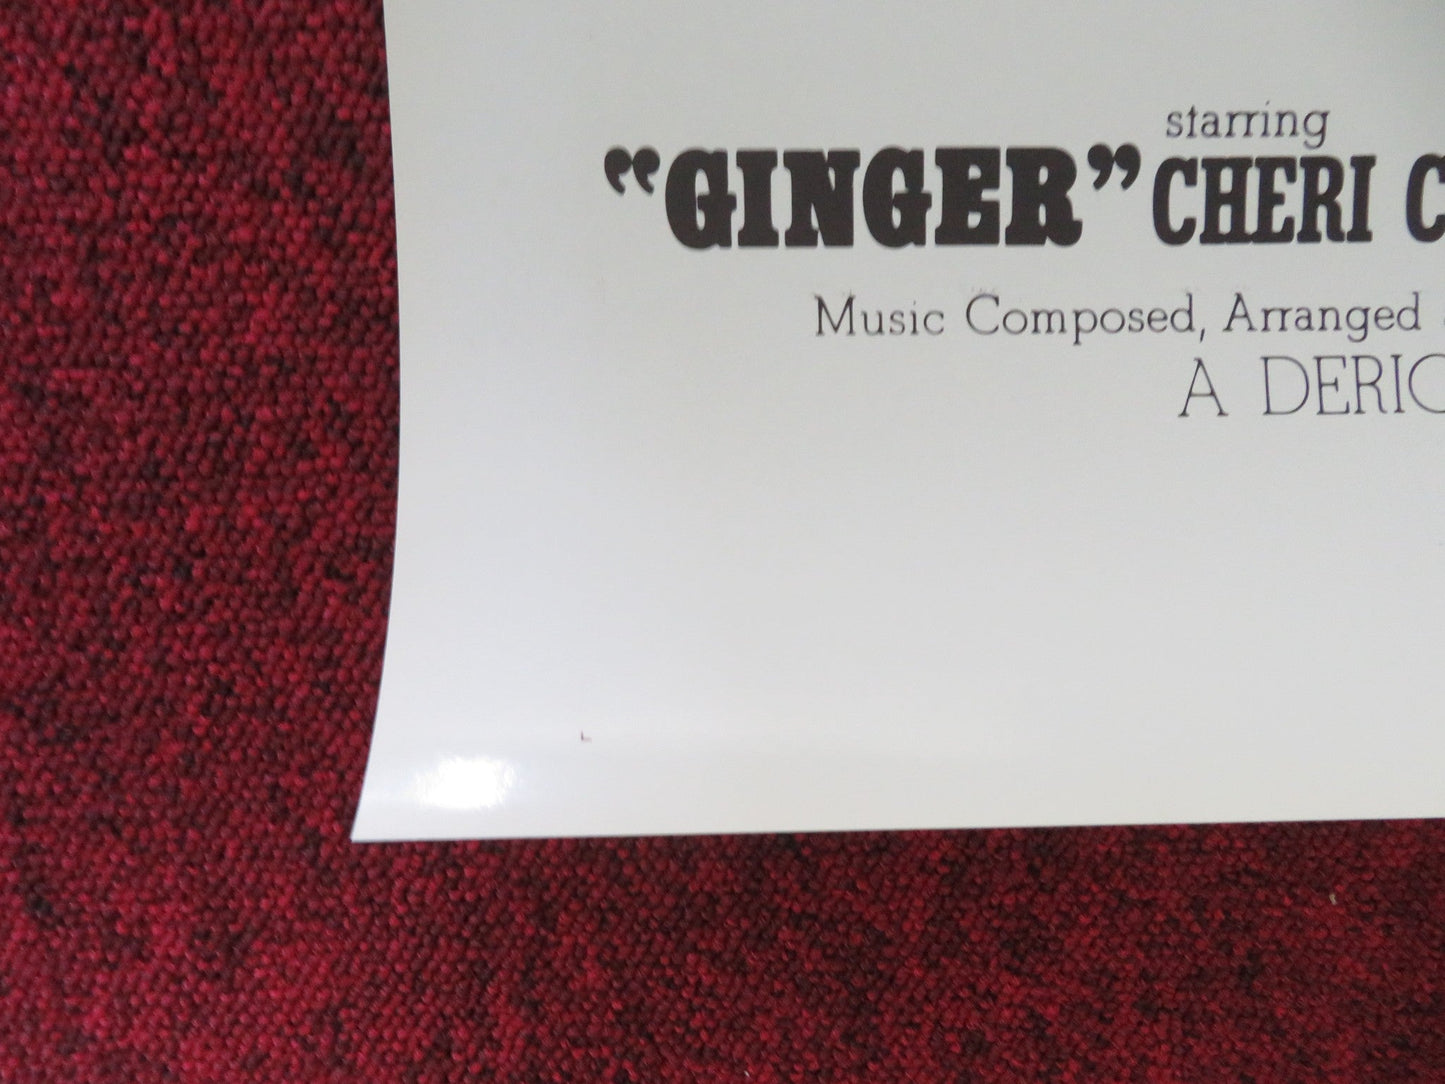 starring
“GINGER” CHERI C
Music Composed, Arranged
A DERIC